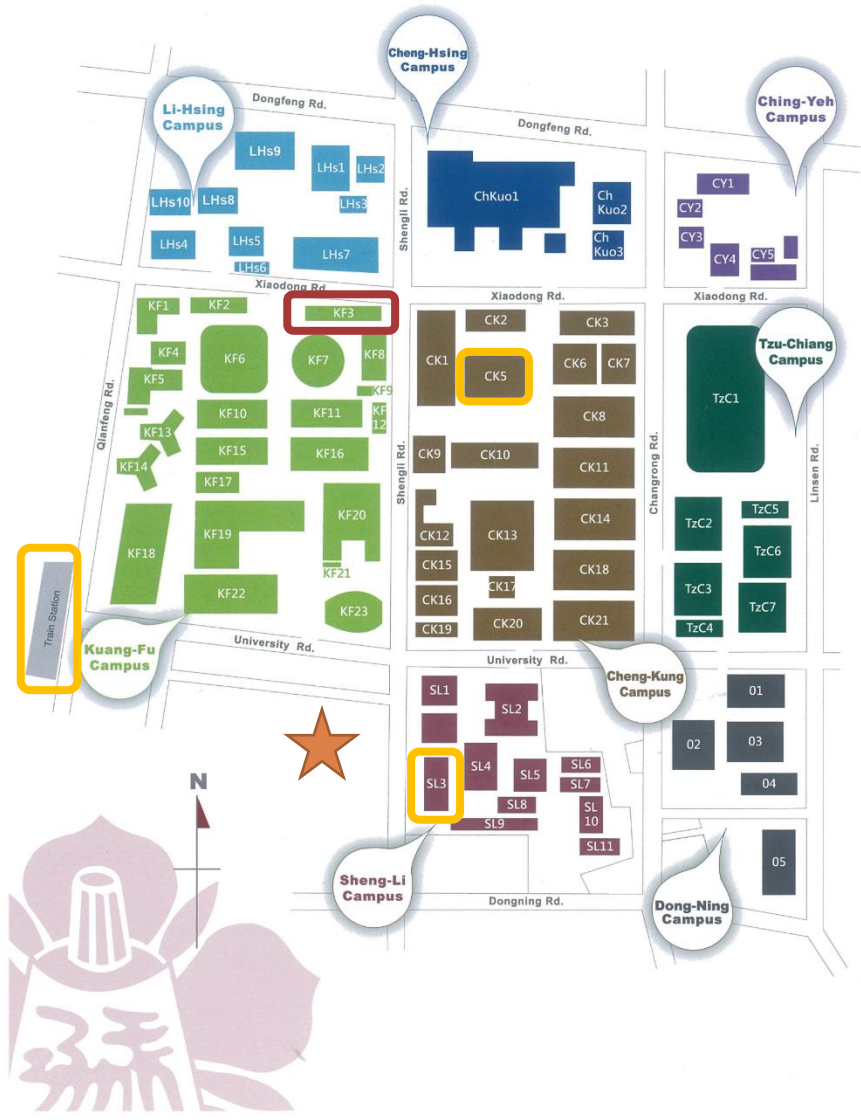 Cheng-Hsing
Campus
Li-Hsing
Campus
Dongfeng Rd.
Dongfeng Rd.
Ching-Yeh
Campus
LHs9
LHs1
LHs2
LHs10
LHs8
LHs3
LHs4
LHs5
LHs6
LHs7
Shengli Rd.
ChKuo1
Ch
Kuo2
Ch
Kuo3
CY1
CY2
CY3
CY4
CY5
Xiaodong Rd.
Xiaodong Rd.
Xiaodong Rd.
KF1
KF2
KF3
KF4
KF5
KF6
KF7
KF8
KF9
KF10
KF11
KF
12
KF13
KF14
KF15
KF16
KF17
KF18
KF19
KF20
KF21
KF22
KF23
Qianfeng Rd.
Shengli Rd.
CK1
CK2
CK3
CK5
CK6
CK7
CK8
CK9
CK10
CK11
CK12
CK13
CK14
CK15
CK16
CK17
CK18
CK19
CK20
CK21
Changrong Rd.
Tzu-Chiang
Campus
TzC1
TzC2
TzC5
TzC6
TzC3
TzC7
TzC4
Linsen Rd.
Train Station
Kuang-Fu
Campus
University Rd.
University Rd.
Cheng-Kung
Campus
SL1
SL2
SL3
SL4
SL5
SL6
SL7
SL8
SL9
SL
10
SL11
01
02
03
04
05
N
Sheng-Li
Campus
Dongning Rd.
Dong-Ning
Campus